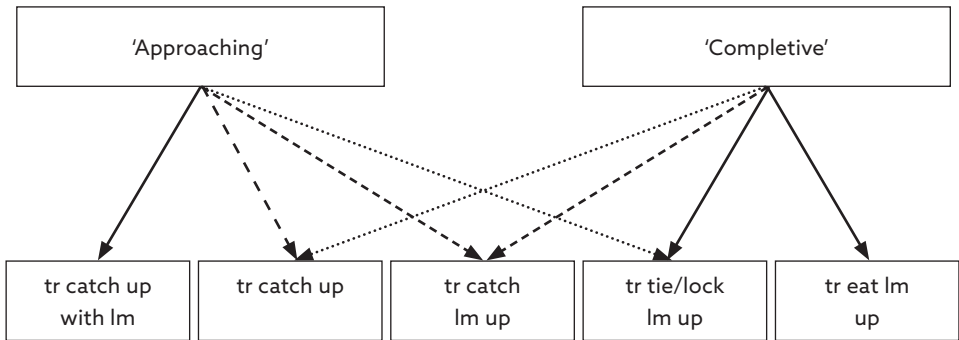 ‘Approaching’
‘Completive’
tr catch up
with lm
tr catch up
tr catch
lm up
tr tie/lock
lm up
tr eat lm
up